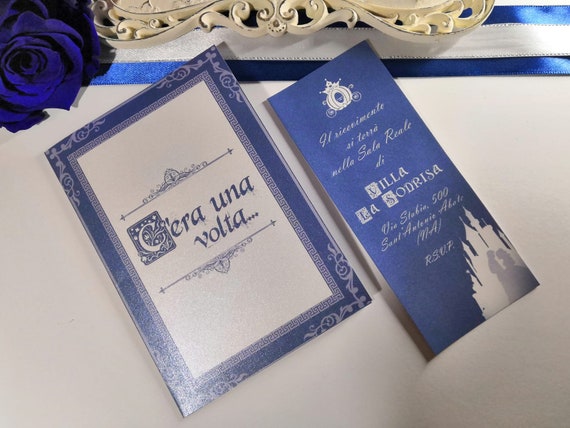 C'era una
volta...
Il ricevimento
si terrà
nella Sala Reale
di
Villa
La Sodrisa
Via Stabia, 500
Sant'Antonio Abate
(NA)
R.S.V.P.